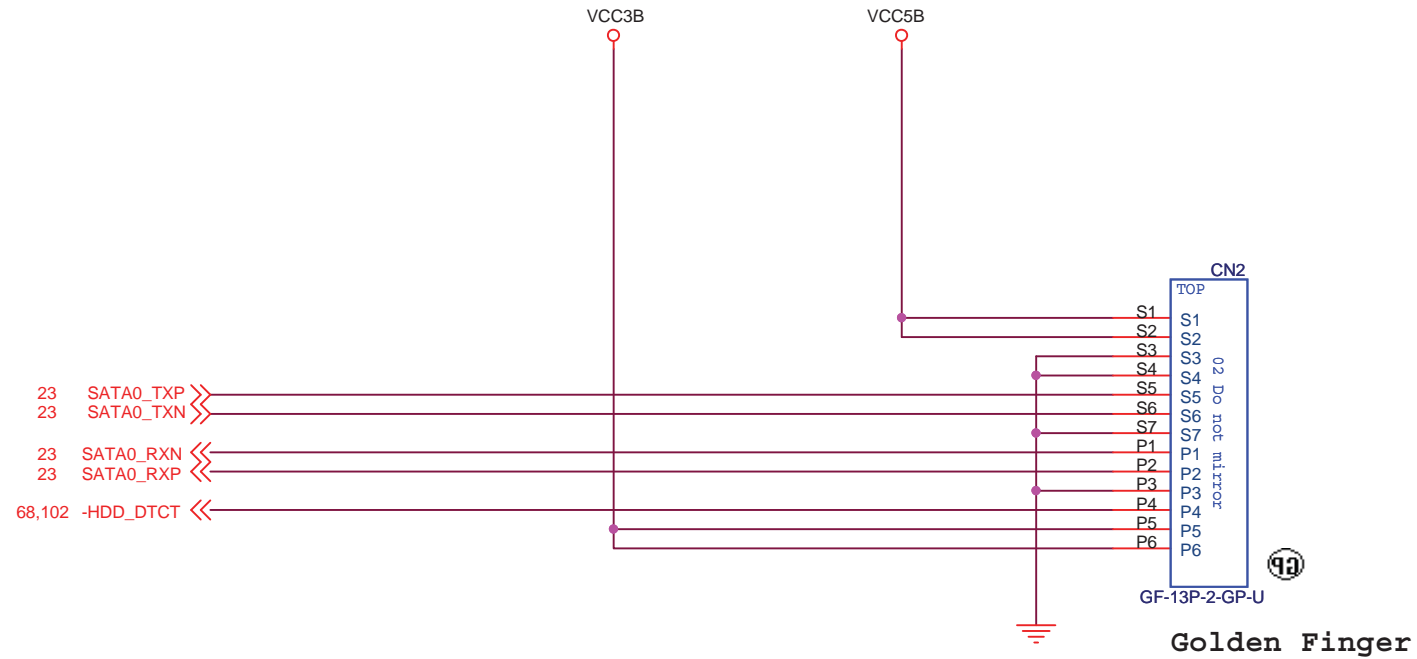 VCC3B
VCC5B
CN2
TOP
S1 S1
S2 S2
S3 S3
S4 S4
23 SATA0_TXP S5 S5
23 SATA0_TXN S6 S6
S7 S7
23 SATA0_RXN P1 P1
23 SATA0_RXP P2 P2
P3 P3
68,102 -HDD_DTCT P4 P4
P5 P5
P6 P6
02 Do not mirror
GP
GF-13P-2-GP-U
Golden Finger